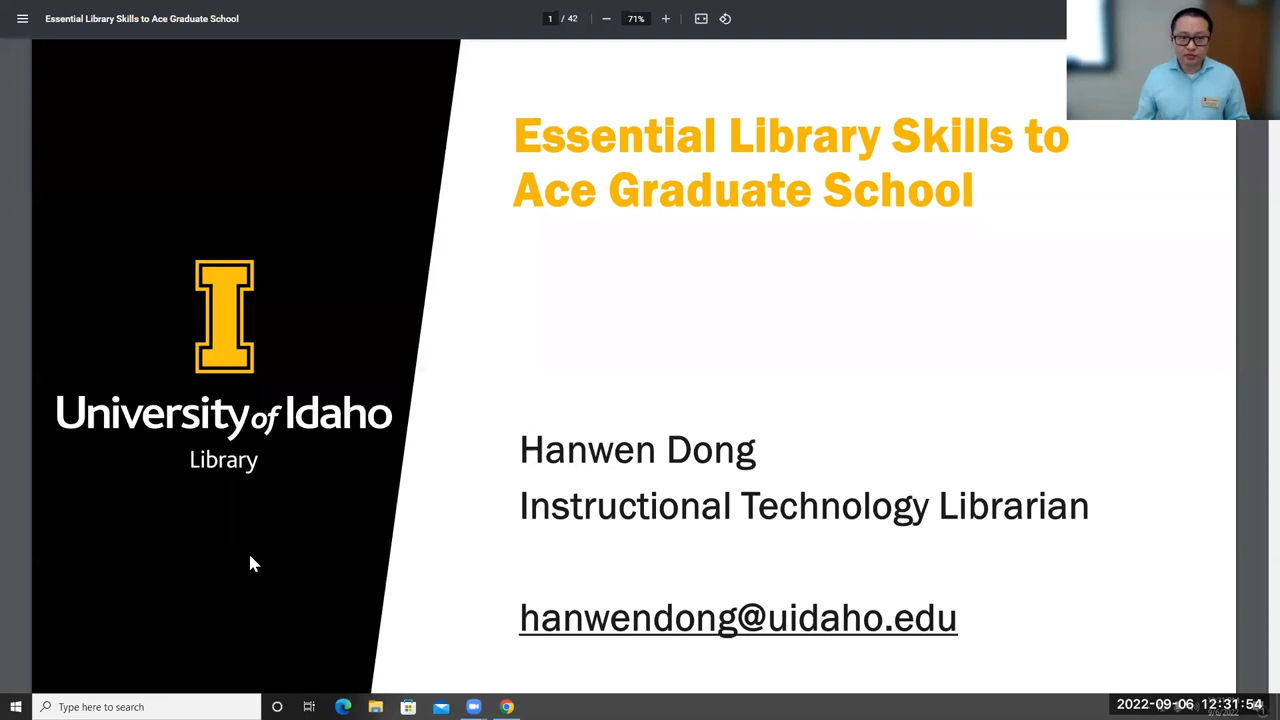 Essential Library Skills to Ace Graduate School
1 / 42
71%
Essential Library Skills to
Ace Graduate School
I
University of Idaho
Library
Hanwen Dong
Instructional Technology Librarian
hanwendong@uidaho.edu
Type here to search
2022-09-06 12:31:54